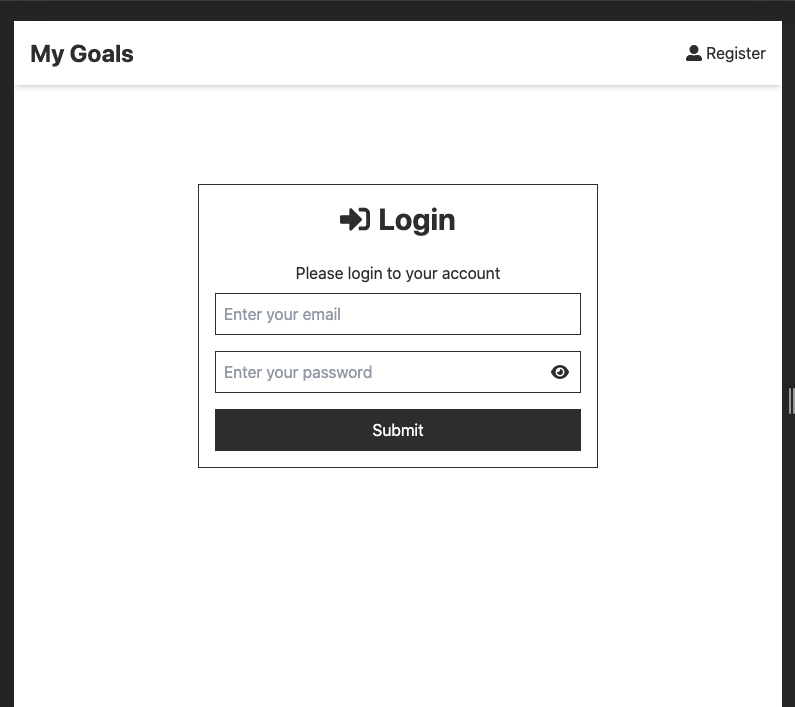 My Goals
Register
Login
Please login to your account
Enter your email
Enter your password
Submit